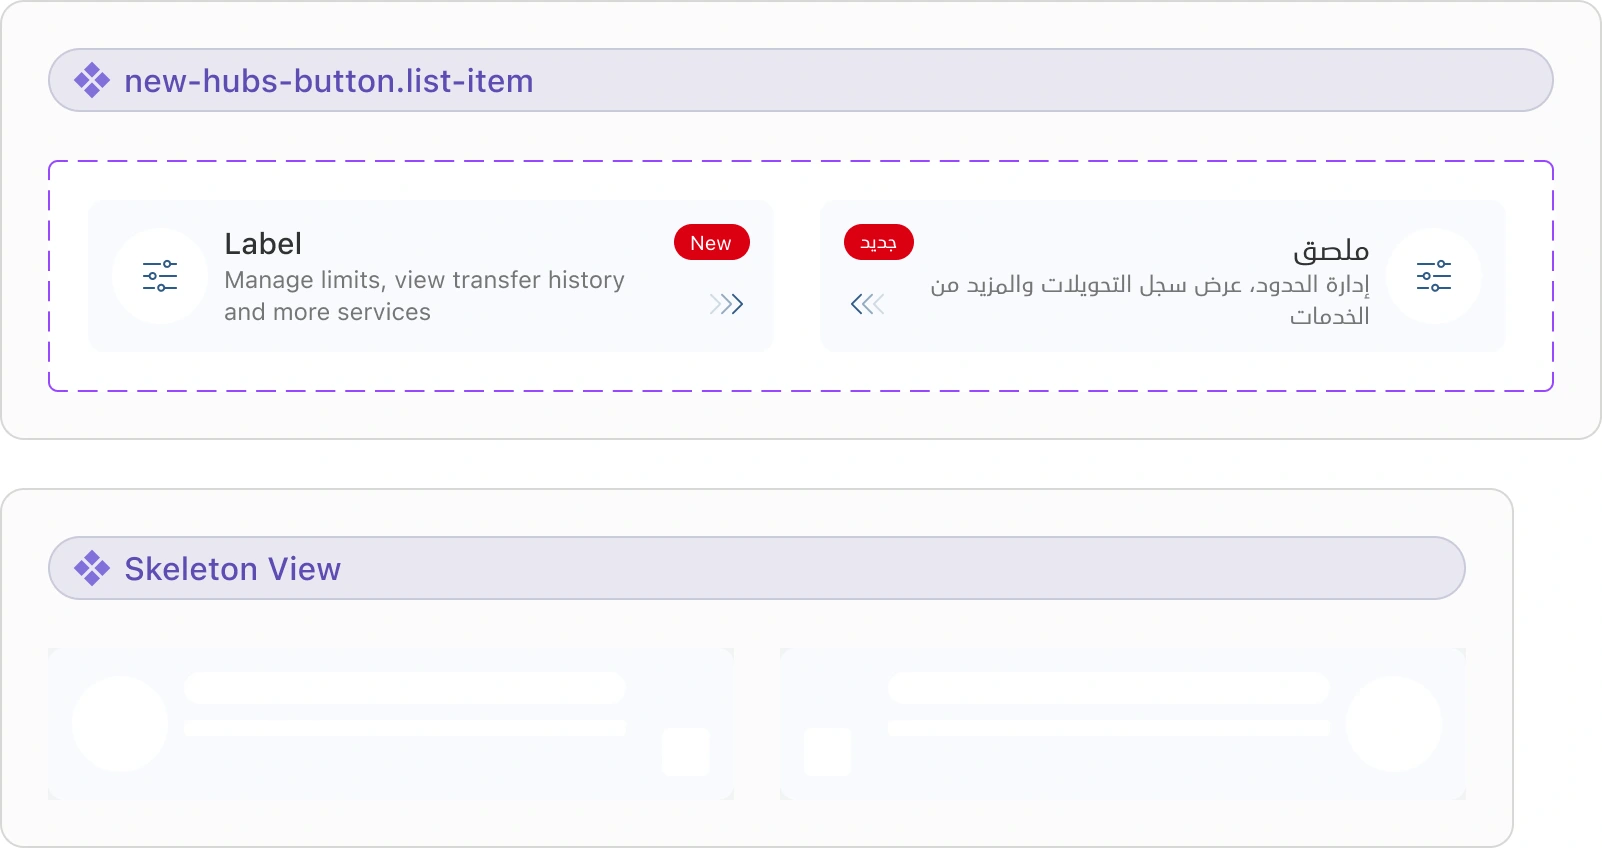 new-hubs-button.list-item
Label
New
Manage limits, view transfer history
and more services
جديد
ملصق
إدارة الحدود، عرض سجل التحويلات والمزيد من
الخدمات
Skeleton View